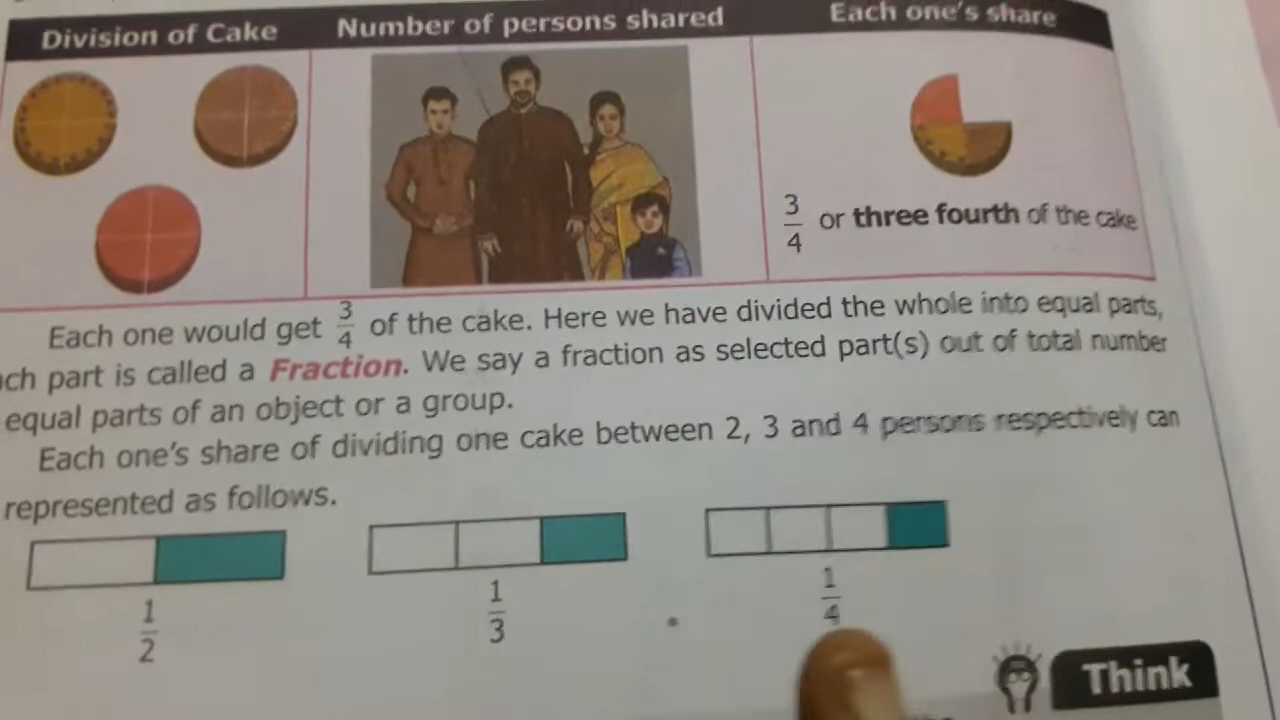 Division of Cake
Number of persons shared
Each one's share
3
4
or three fourth of the cake
Each one would get 3/4 of the cake. Here we have divided the whole into equal parts,
part is called a Fraction. We say a fraction as selected part(s) out of total number
equal parts of an object or a group.
Each one's share of dividing one cake between 2, 3 and 4 persons respectively can
represented as follows.
1
2
1
3
1
4
Think